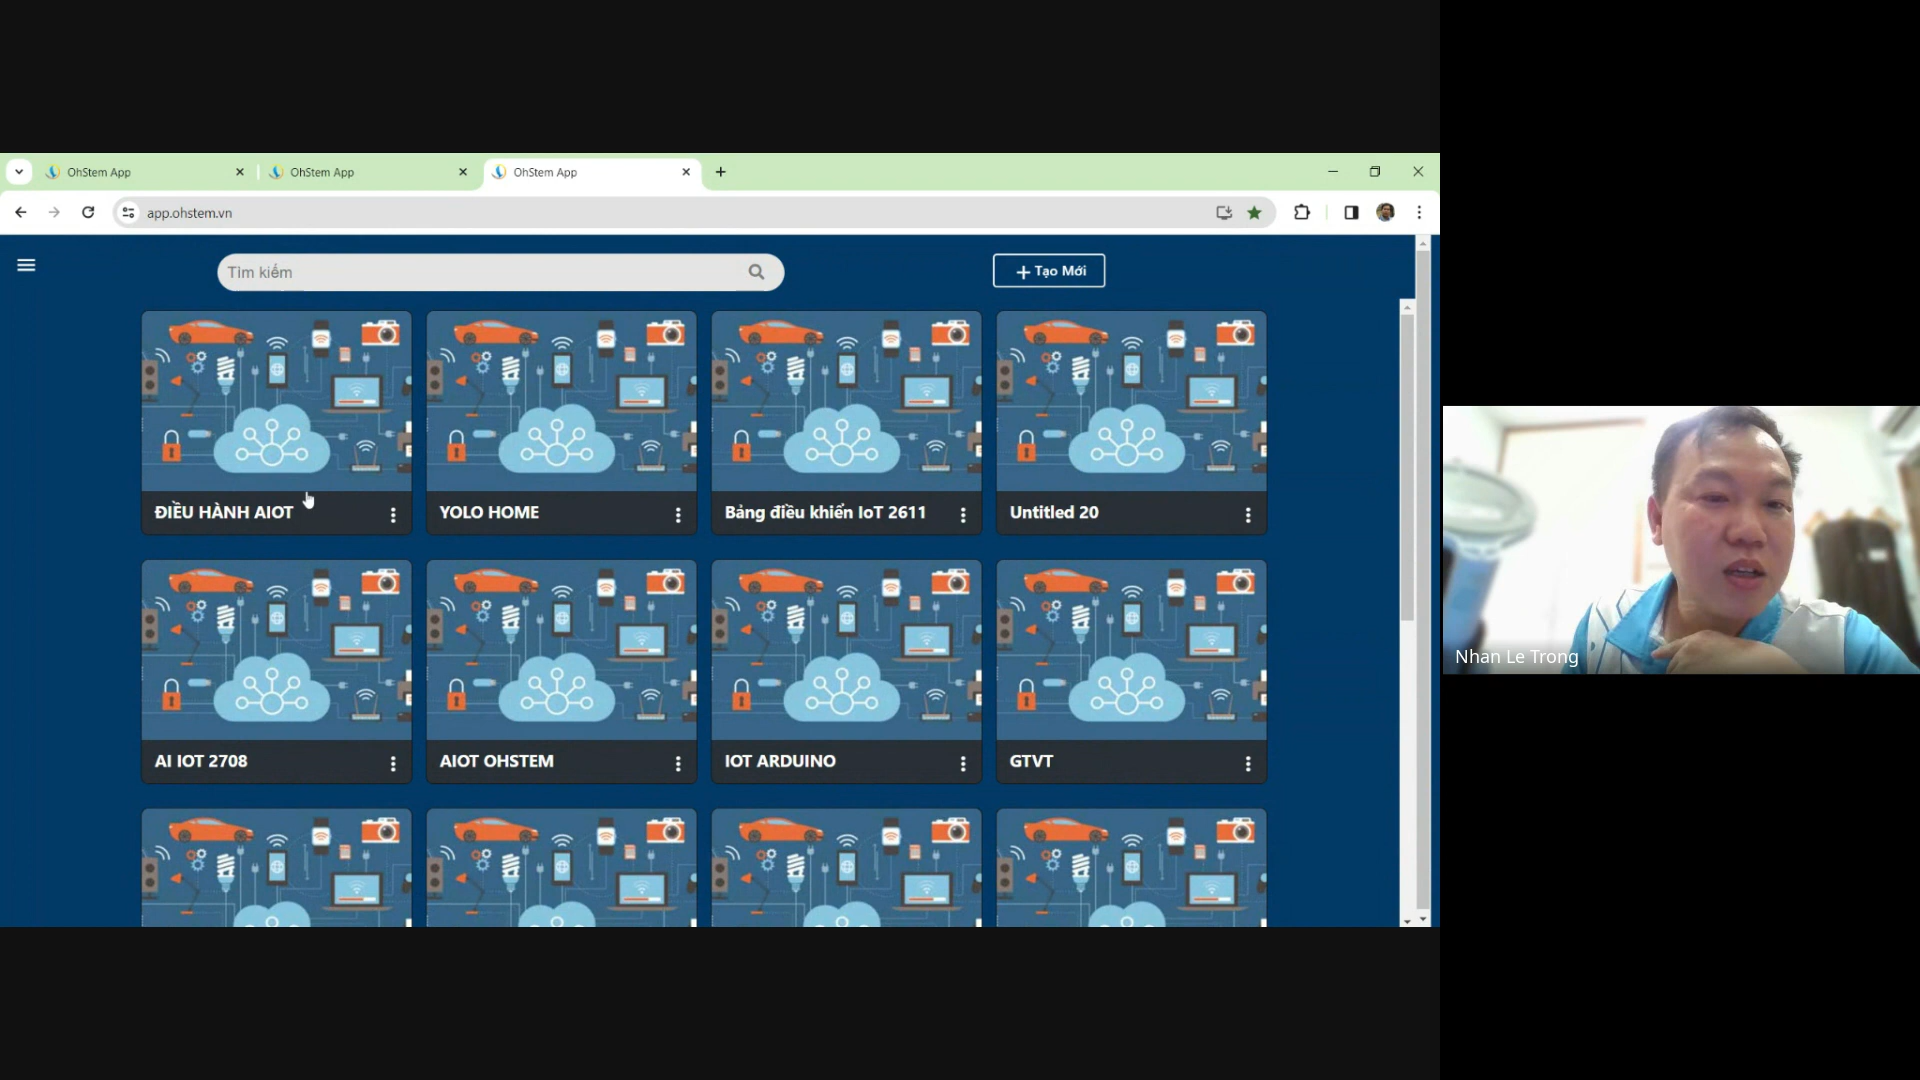 OhStem App
OhStem App
OhStem App
app.ohstem.vn
Tìm kiếm
Tạo Mới
ĐIỀU HÀNH AIOT
YOLO HOME
Bảng điều khiển IoT 2611
Untitled 20
AI IOT 2708
AIOT OHSTEM
IOT ARDUINO
GTVT
Nhan Le Trong